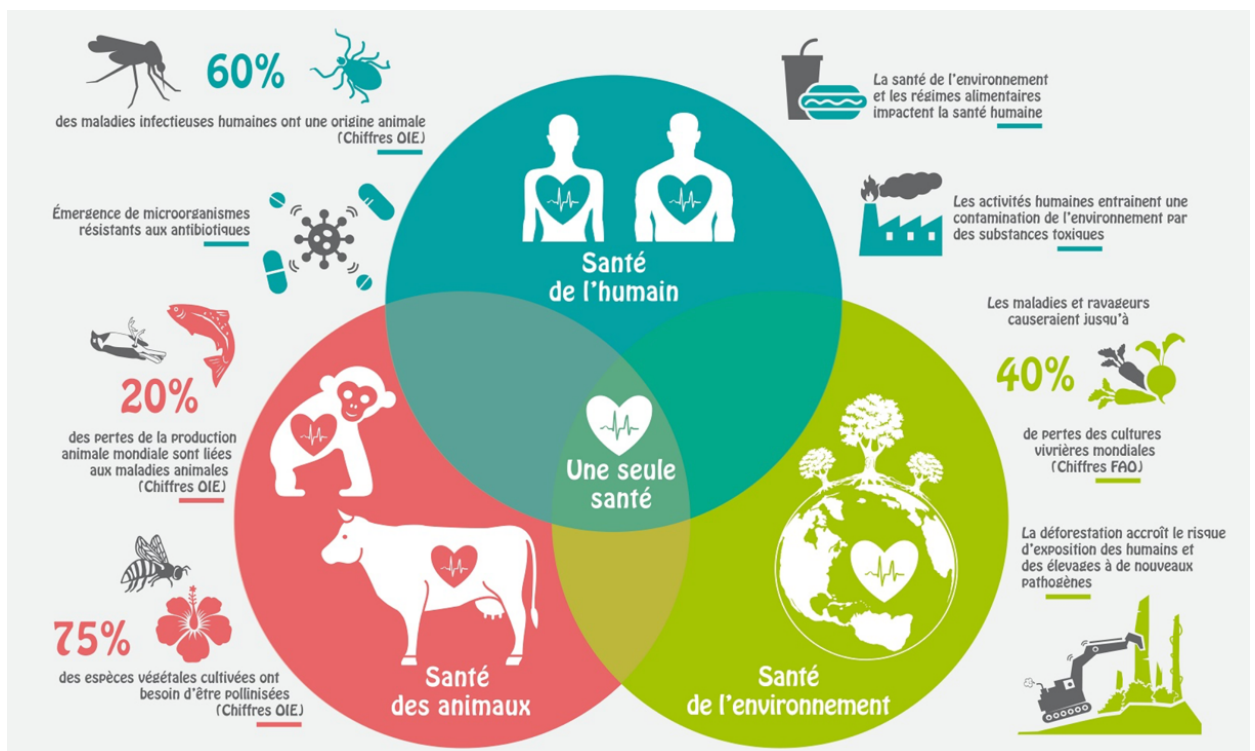 60%
des maladies infectieuses humaines ont une origine animale
(Chiffres OIE)
Émergence de microorganismes
résistants aux antibiotiques
20%
des pertes de la production
animale mondiale sont liées
aux maladies animales
(Chiffres OIE)
75%
des espèces végétales cultivées ont
besoin d'être pollinisées
(Chiffres OIE)
Santé
de l'humain
Une seule
santé
Santé
des animaux
Santé
de l'environnement
La santé de l'environnement
et les régimes alimentaires
impactent la santé humaine
Les activités humaines entrainent une
contamination de l'environnement par
des substances toxiques
Les maladies et ravageurs
causeraient jusqu'à
40%
de pertes des cultures
vivrières mondiales
(Chiffres FAO)
La déforestation accroît le risque
d'exposition des humains et
des élevages à de nouveaux
pathogènes